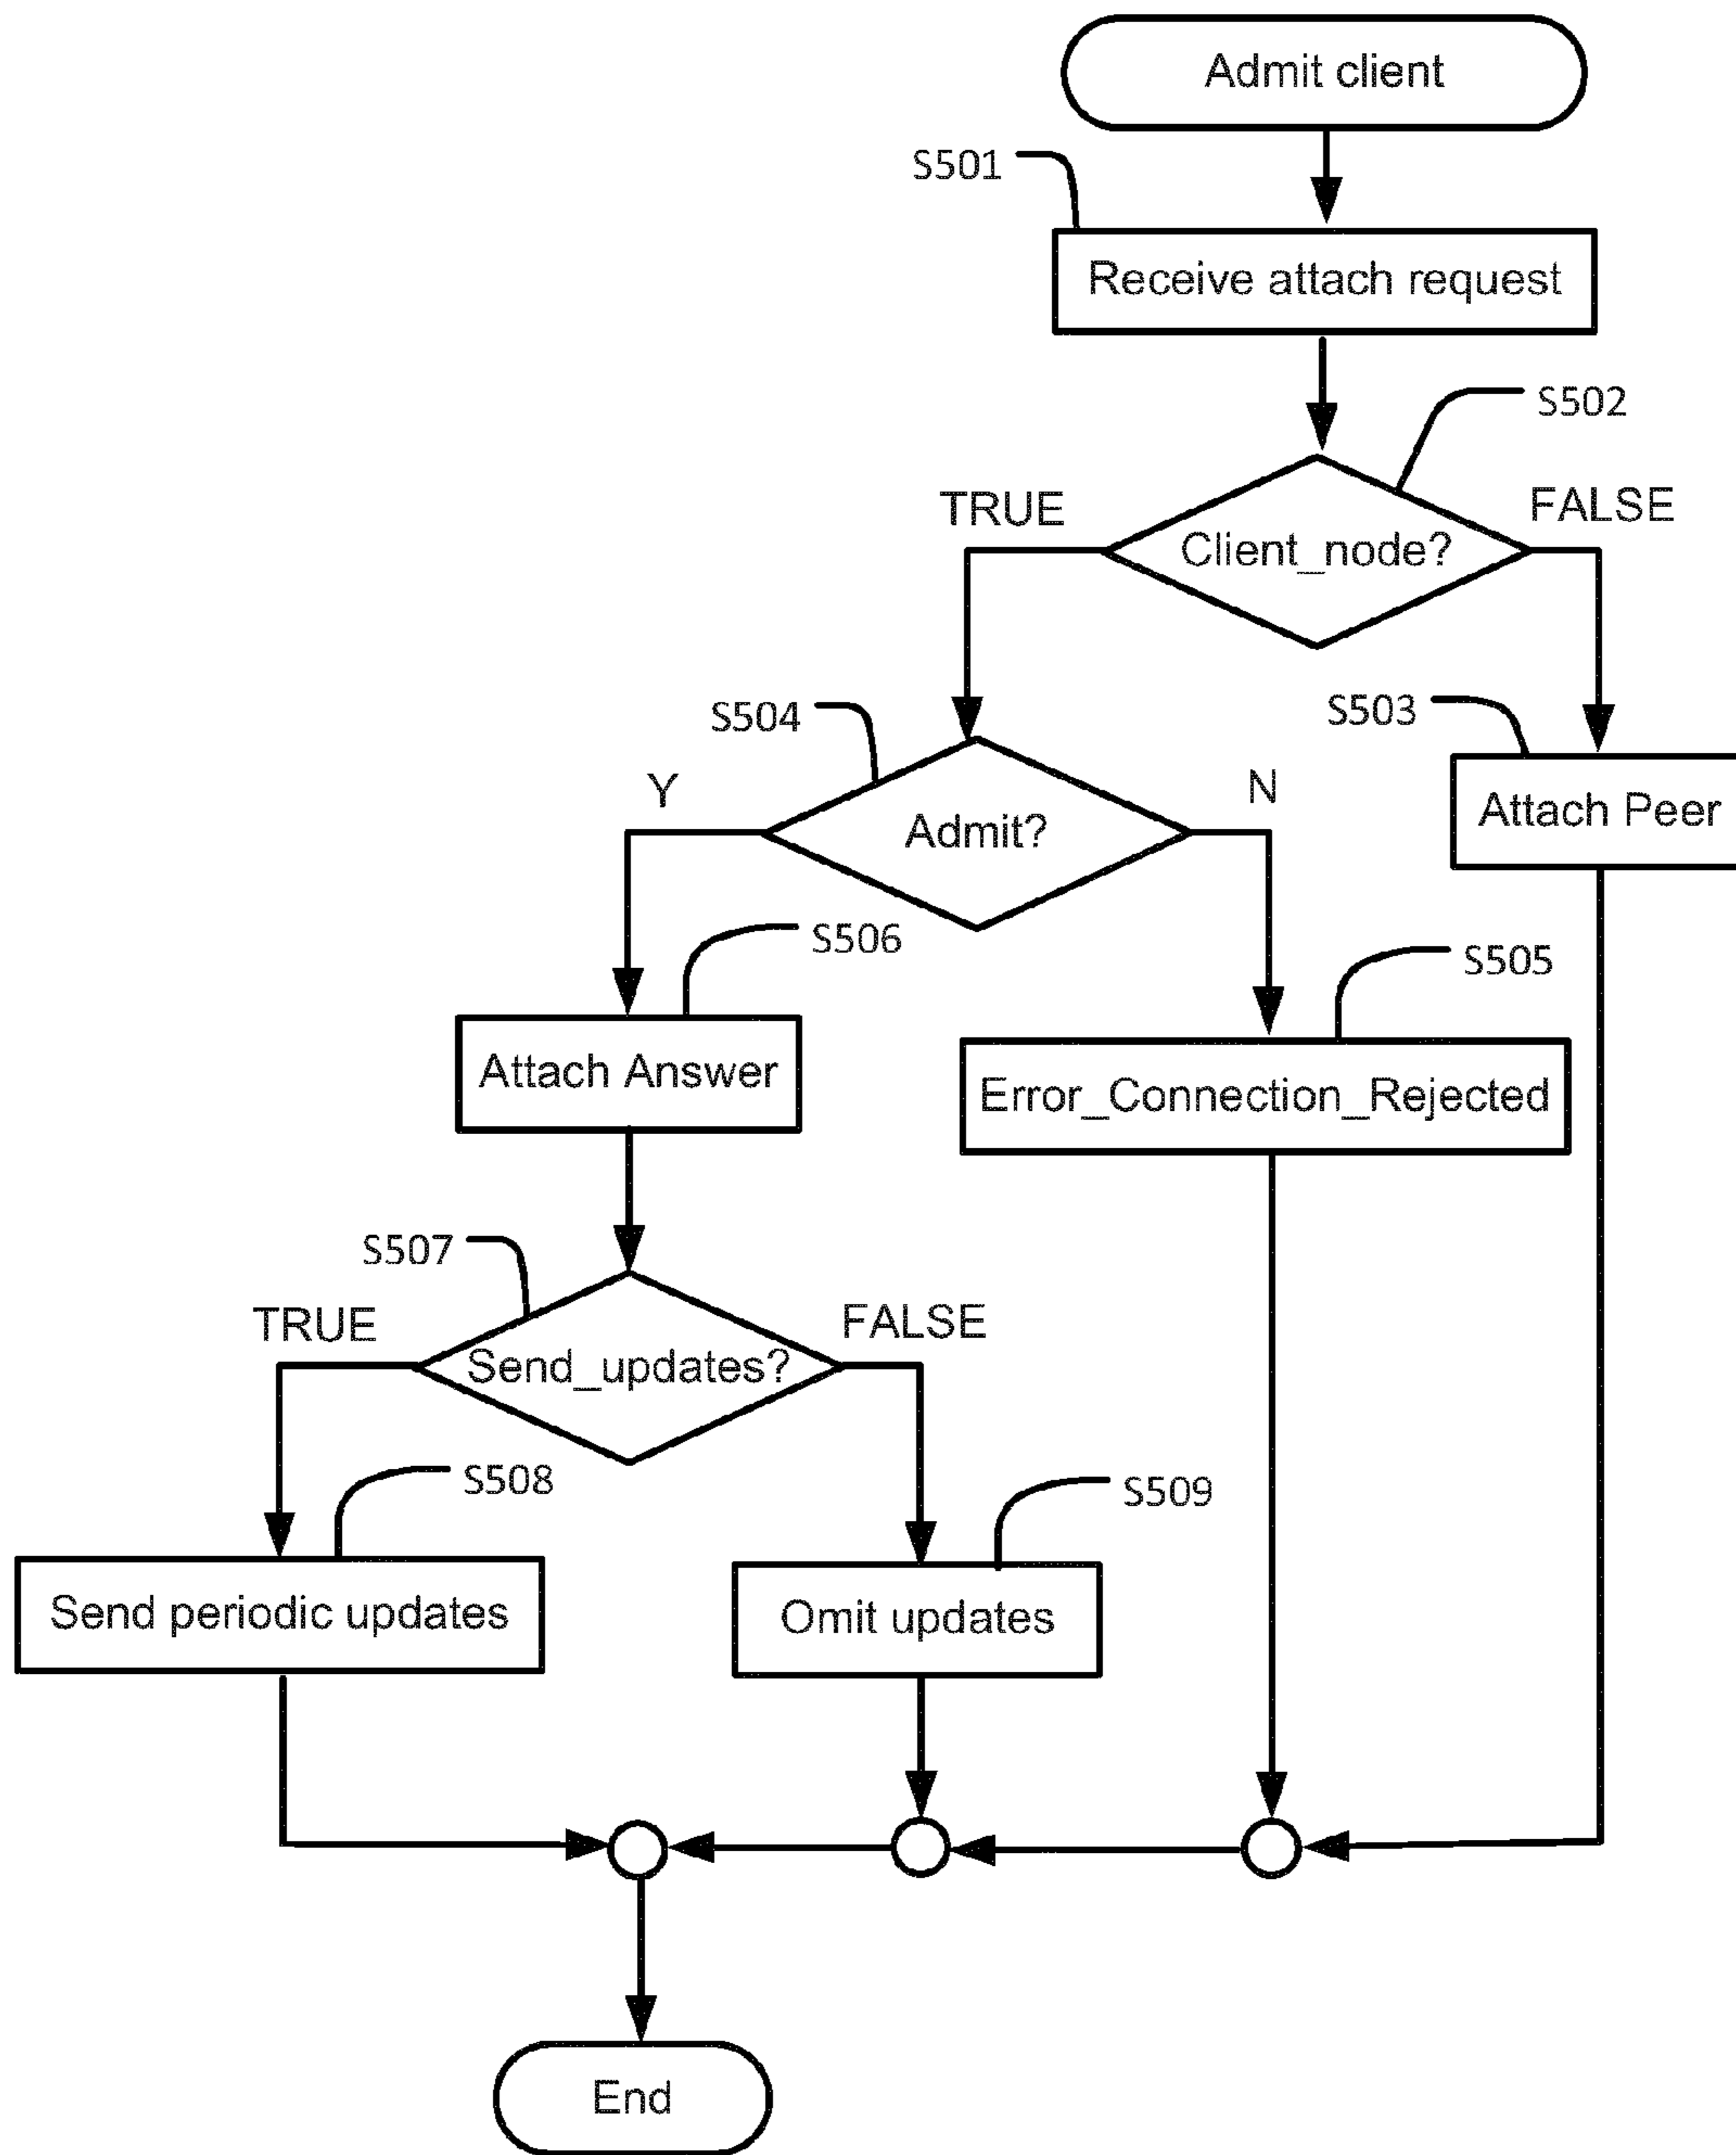 Admit client
S501
Receive attach request
S502
TRUE
FALSE
Client_node?
S504
S503
Y
N
Admit?
Attach Peer
S506
S505
Attach Answer
Error_Connection_Rejected
S507
TRUE
FALSE
Send_updates?
S508
S509
Send periodic updates
Omit updates
End